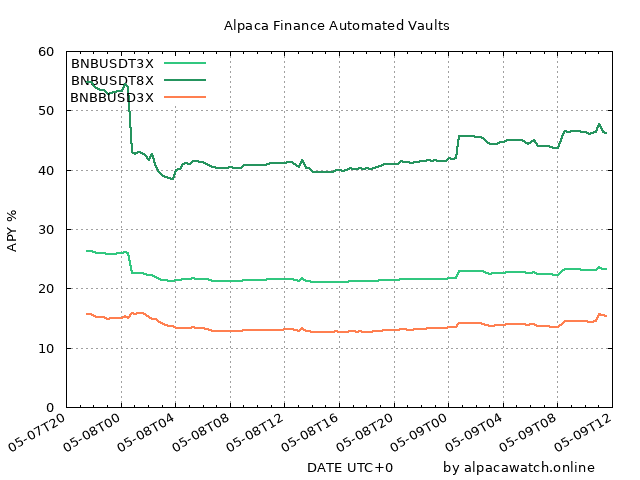 Alpaca Finance Automated Vaults
BNBUSDT3X
BNBUSDT8X
BNBBUSD3X
APY %
60
50
40
30
20
10
0
05-07T20
05-08T00
05-08T04
05-08T08
05-08T12
05-08T16
05-08T20
05-09T00
05-09T04
05-09T08
05-09T12
DATE UTC+0
by alpacawatch.online